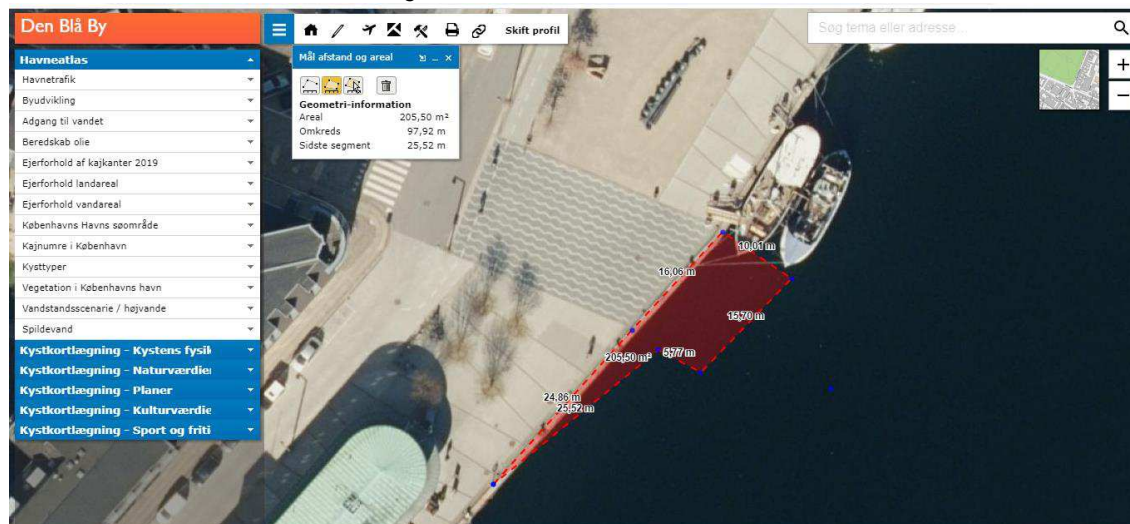 Den Blå By
Skift profil
Søg tema eller adresse...
Havneatlas
Havnetrafik
Byudvikling
Adgang til vandet
Beredskab olie
Ejerforhold af kajkanter 2019
Ejerforhold landareal
Ejerforhold vandareal
Københavns Havns søområde
Kajnumre i København
Kysttyper
Vegetation i Københavns havn
Vandstandsscenarie / højvande
Spildevand
Kystkortlægning - Kystens fysik
Kystkortlægning - Naturværdier
Kystkortlægning - Planer
Kystkortlægning - Kulturværdie
Kystkortlægning - Sport og friti
Mål afstand og areal
Geometri-information
Areal 205,50 m²
Omkreds 97,92 m
Sidste segment 25,52 m
+
−
10,01 m
16,06 m
15,70 m
205,50 m²
5,77 m
24,86 m
25,52 m